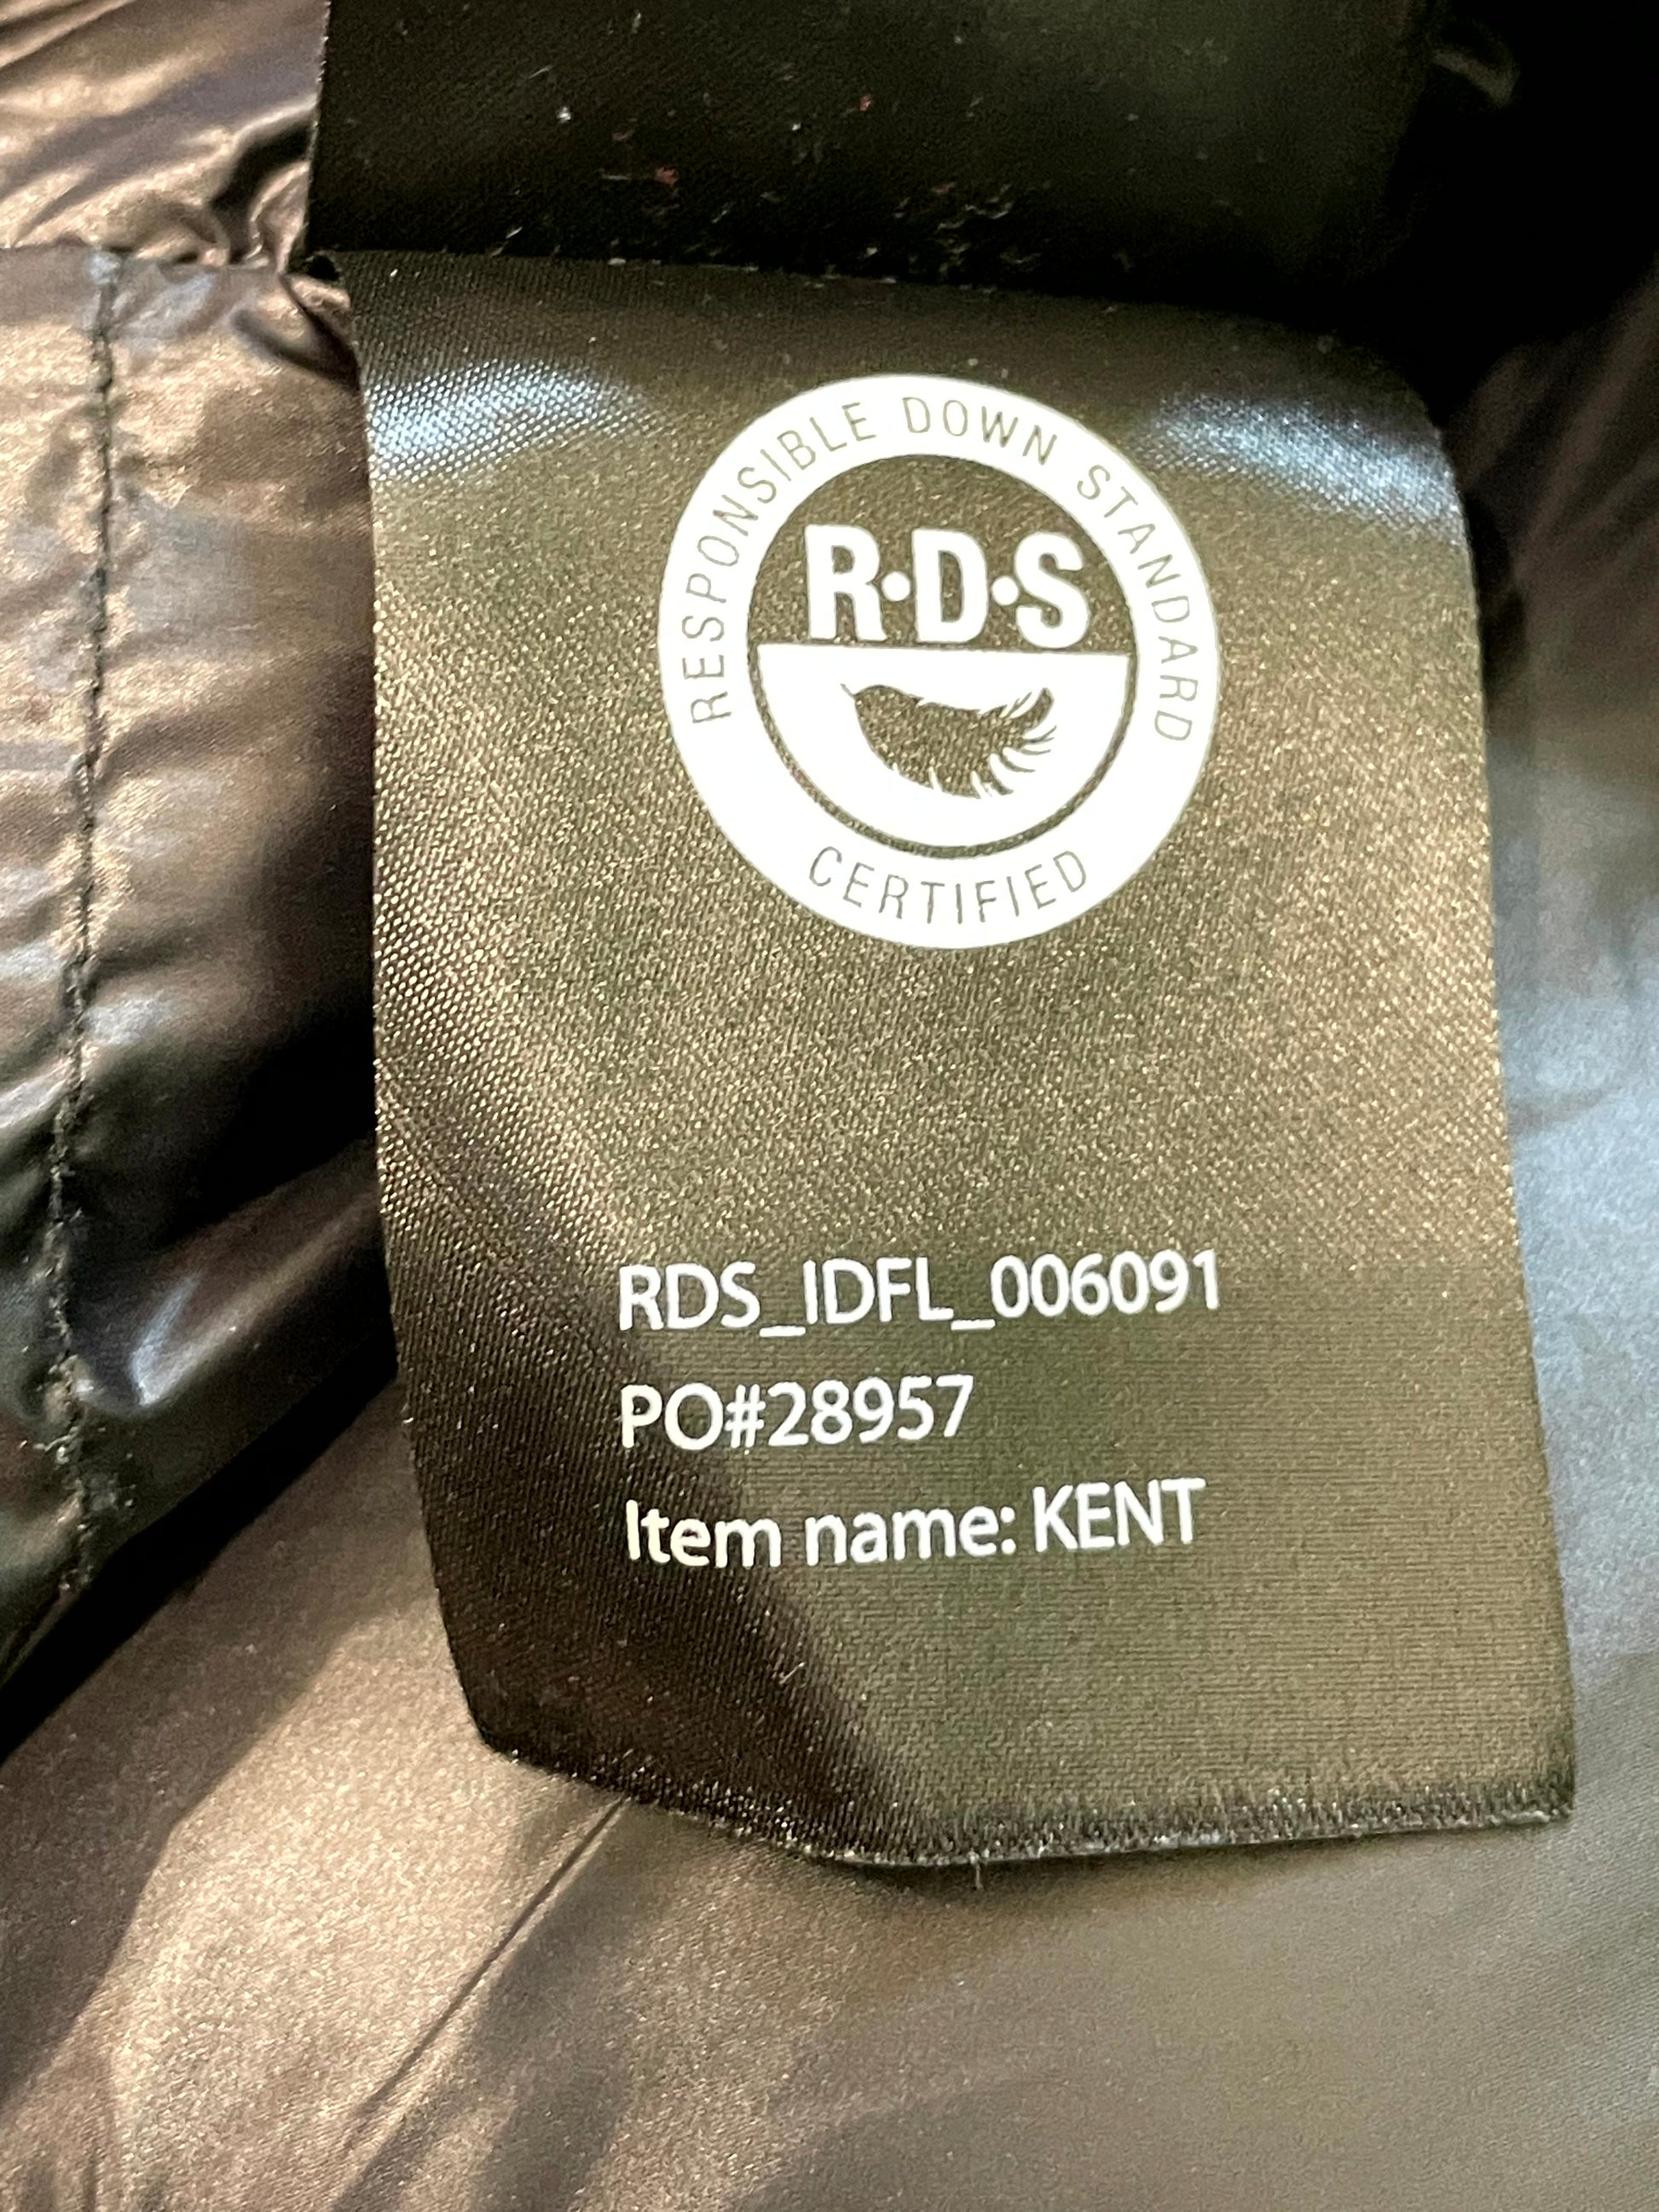 RESPONSIBLE DOWN STANDARD
R·D·S
CERTIFIED
RDS_IDFL_006091
PO#28957
Item name: KENT